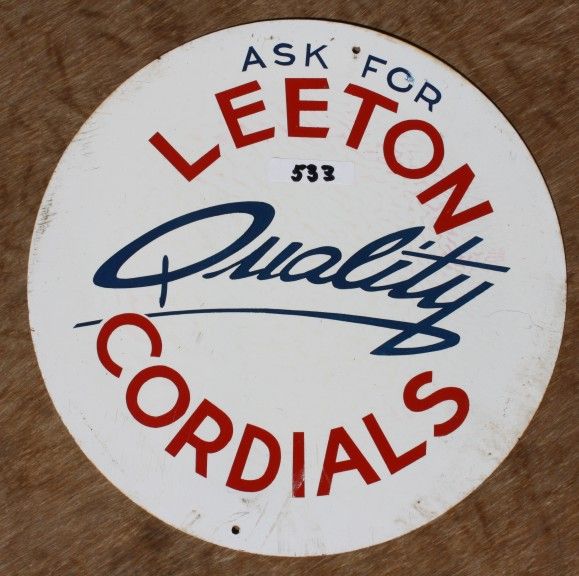 ASK FOR
LEETON
533
Quality
CORDIALS